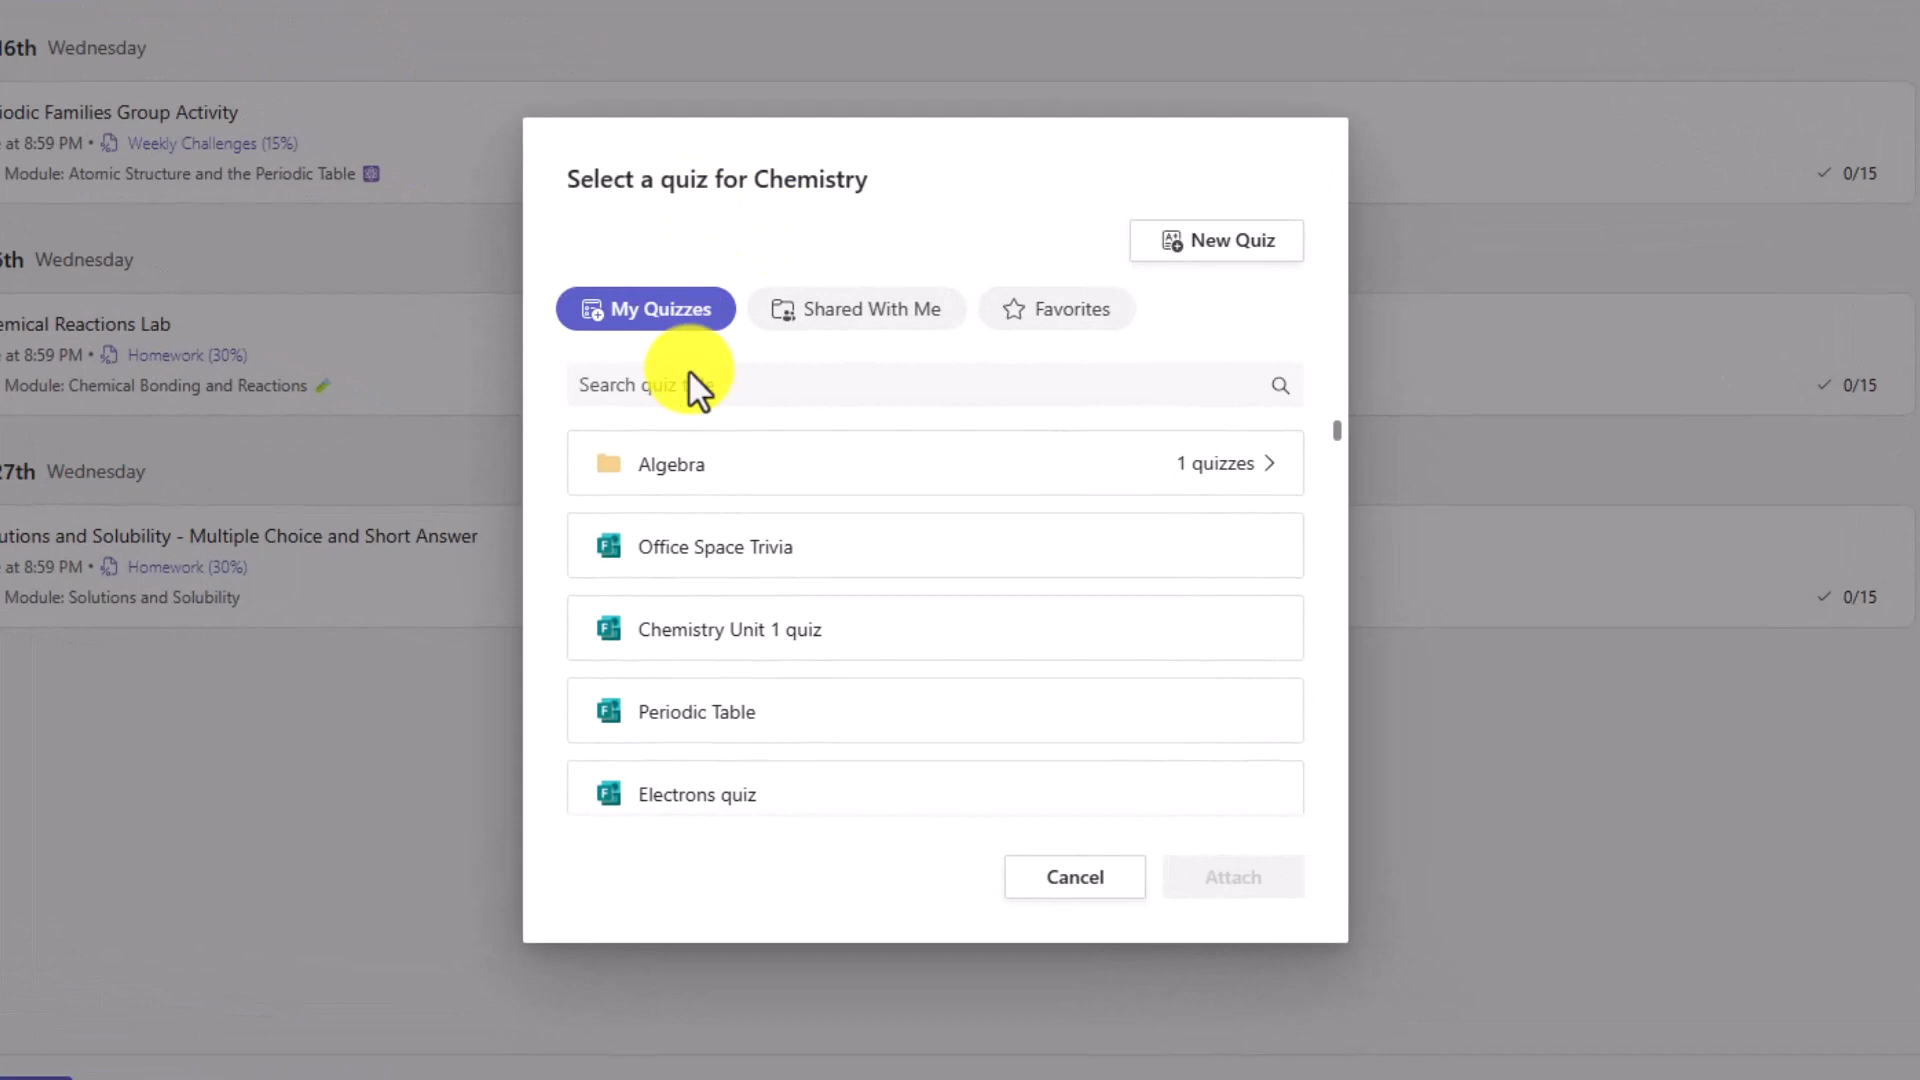 16th Wednesday
iodic Families Group Activity
at 8:59 PM • Weekly Challenges (15%)
Module: Atomic Structure and the Periodic Table
0/15
6th Wednesday
emical Reactions Lab
at 8:59 PM • Homework (30%)
Module: Chemical Bonding and Reactions
0/15
27th Wednesday
utions and Solubility - Multiple Choice and Short Answer
at 8:59 PM • Homework (30%)
Module: Solutions and Solubility
0/15
Select a quiz for Chemistry
New Quiz
My Quizzes
Shared With Me
Favorites
Search quiz title
Algebra
1 quizzes
Office Space Trivia
Chemistry Unit 1 quiz
Periodic Table
Electrons quiz
Cancel
Attach